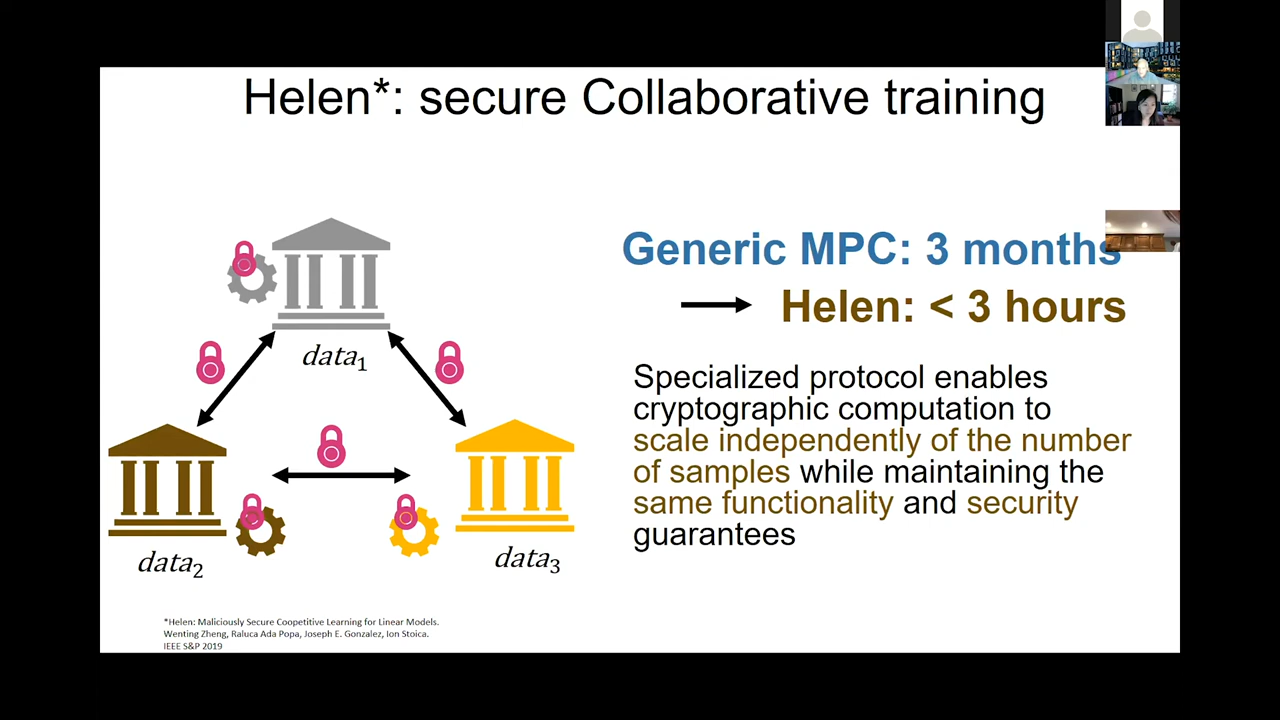 Helen*: secure Collaborative training
Generic MPC: 3 months
Helen: < 3 hours
data₁
Specialized protocol enables
cryptographic computation to
scale independently of the number
of samples while maintaining the
same functionality and security
guarantees
data₂
data₃
*Helen: Maliciously Secure Coopetitive Learning for Linear Models.
Wenting Zheng, Raluca Ada Popa, Joseph E. Gonzalez, Ion Stoica.
IEEE S&P 2019